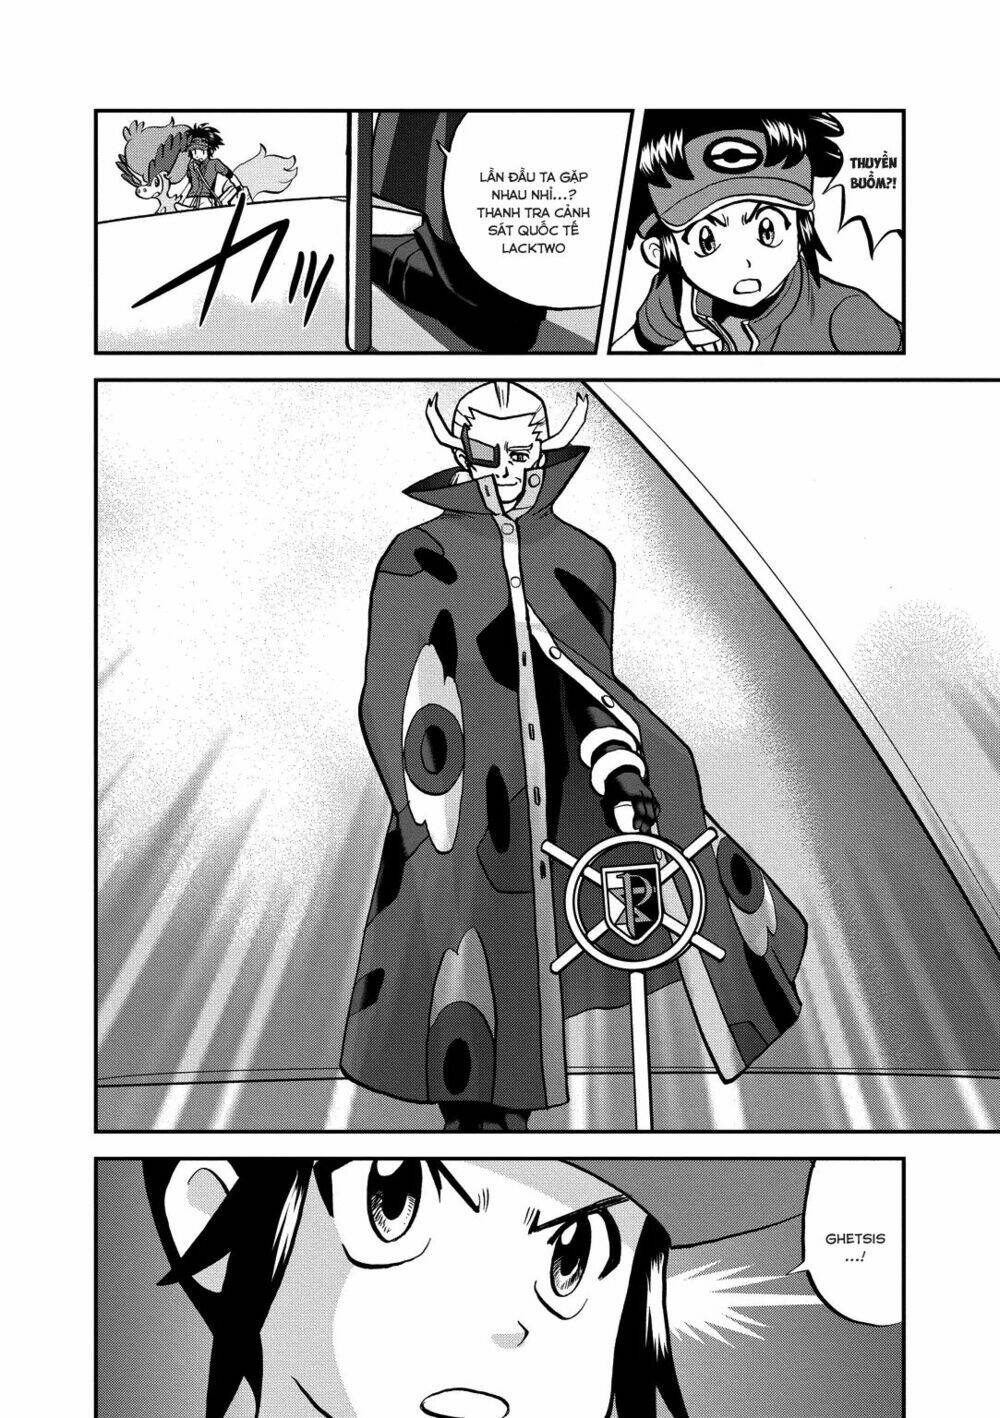 THUYỀN
BUỒM?!
LẦN ĐẦU TA GẶP
NHAU NHỈ...?
THANH TRA CẢNH
SÁT QUỐC TẾ
LACKTWO
カッ
GHETSIS
...!